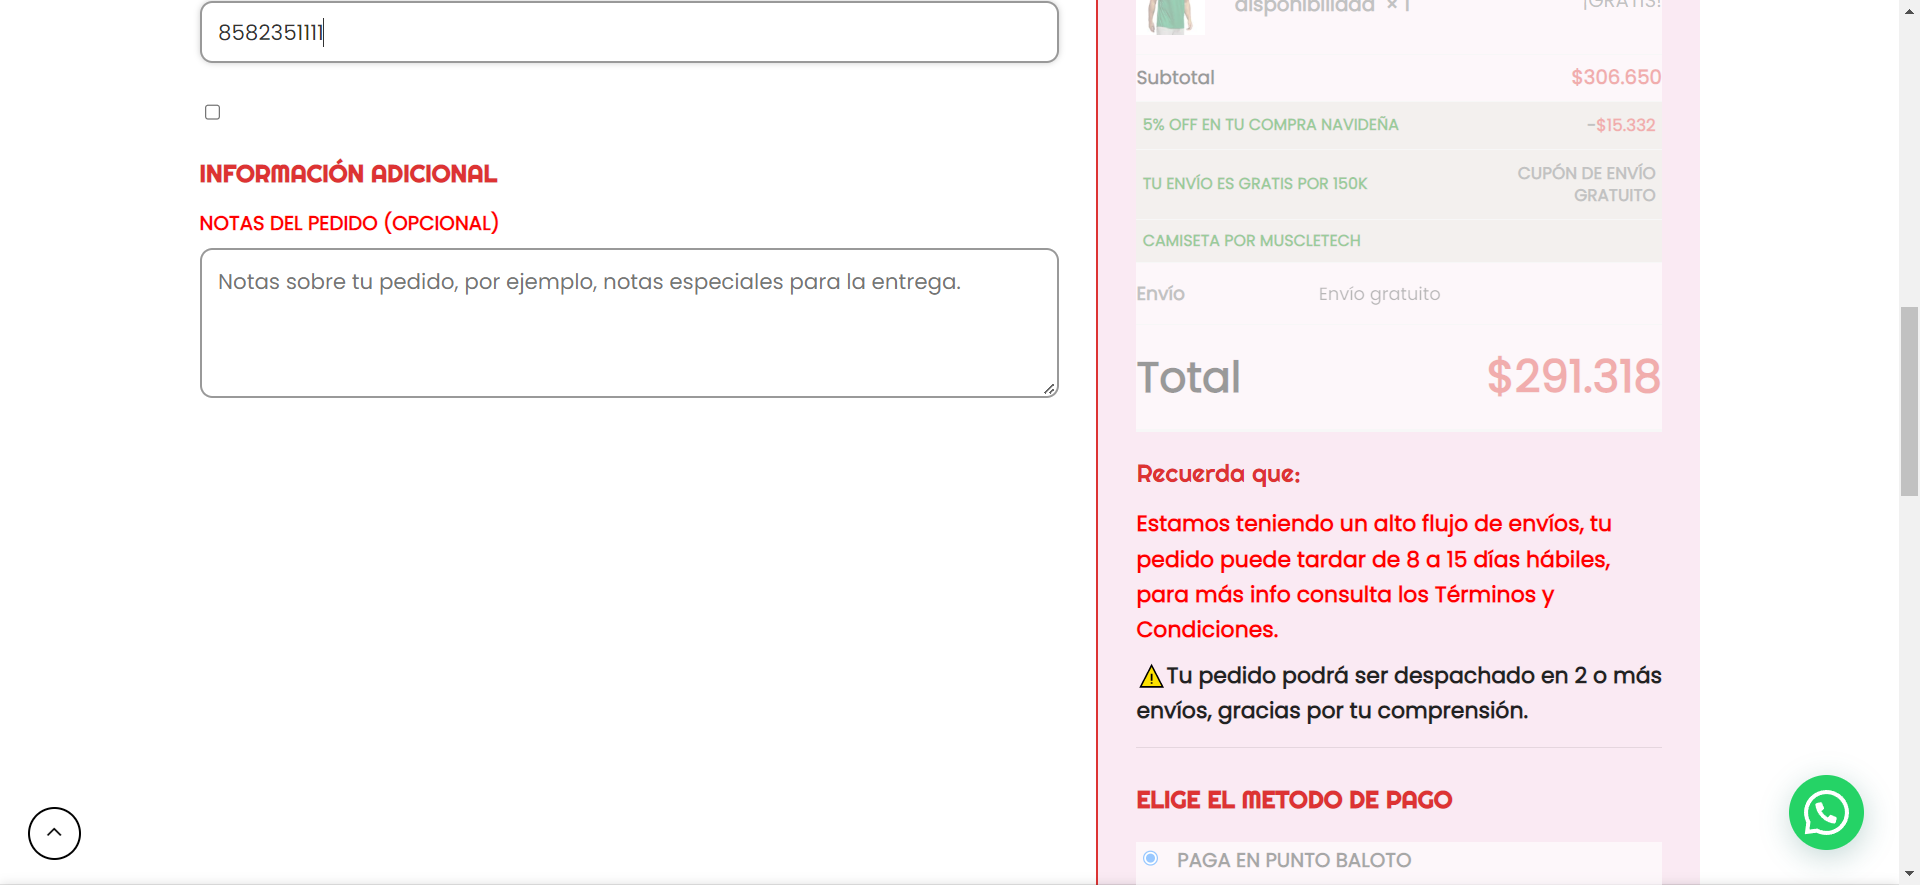 8582351111
INFORMACIÓN ADICIONAL
NOTAS DEL PEDIDO (OPCIONAL)
Notas sobre tu pedido, por ejemplo, notas especiales para la entrega.
disponibilidad × 1
¡GRATIS!
Subtotal $306.650
5% OFF EN TU COMPRA NAVIDEÑA -$15.332
TU ENVÍO ES GRATIS POR 150K
CUPÓN DE ENVÍO
GRATUITO
CAMISETA POR MUSCLETECH
Envío Envío gratuito
Total $291.318
Recuerda que:
Estamos teniendo un alto flujo de envíos, tu
pedido puede tardar de 8 a 15 días hábiles,
para más info consulta los Términos y
Condiciones.
⚠Tu pedido podrá ser despachado en 2 o más
envíos, gracias por tu comprensión.
ELIGE EL METODO DE PAGO
PAGA EN PUNTO BALOTO